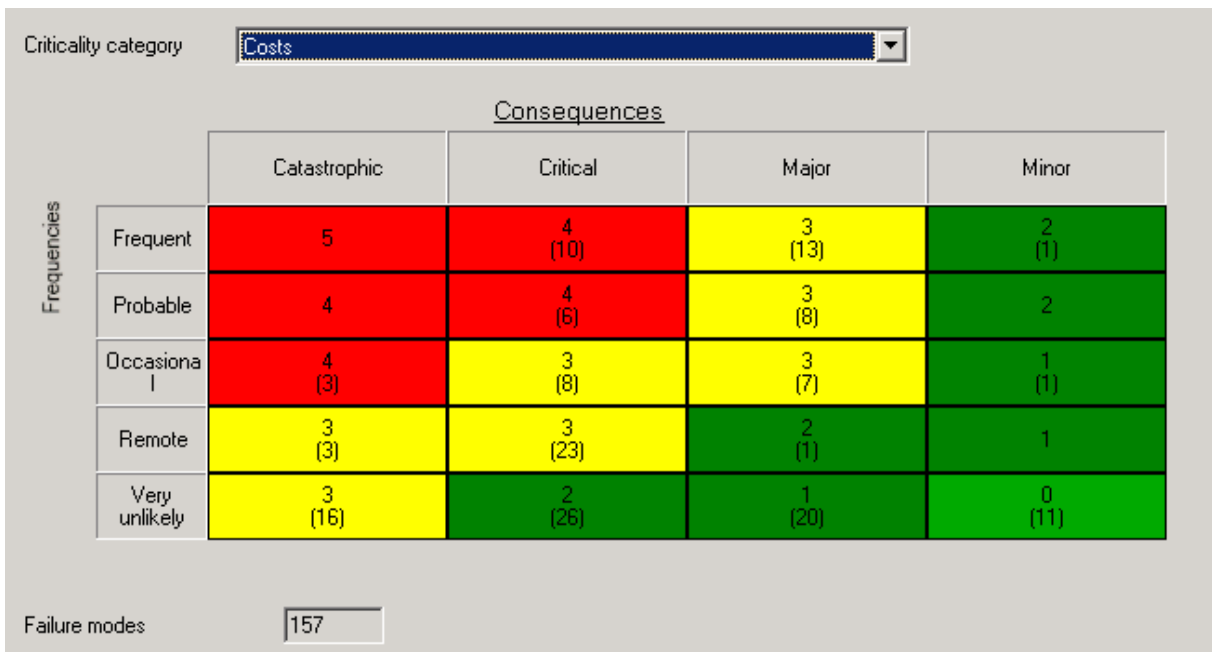 Criticality category
Costs
Consequences
Catastrophic Critical Major Minor
Frequencies
Frequent 5 4 3 2
(10) (13) (1)
Probable 4 4 3 2
(6) (8)
Occasiona 4 3 3 1
l (3) (8) (7) (1)
Remote 3 3 2 1
(3) (23) (1)
Very 3 2 1 0
unlikely (16) (26) (20) (11)
Failure modes 157